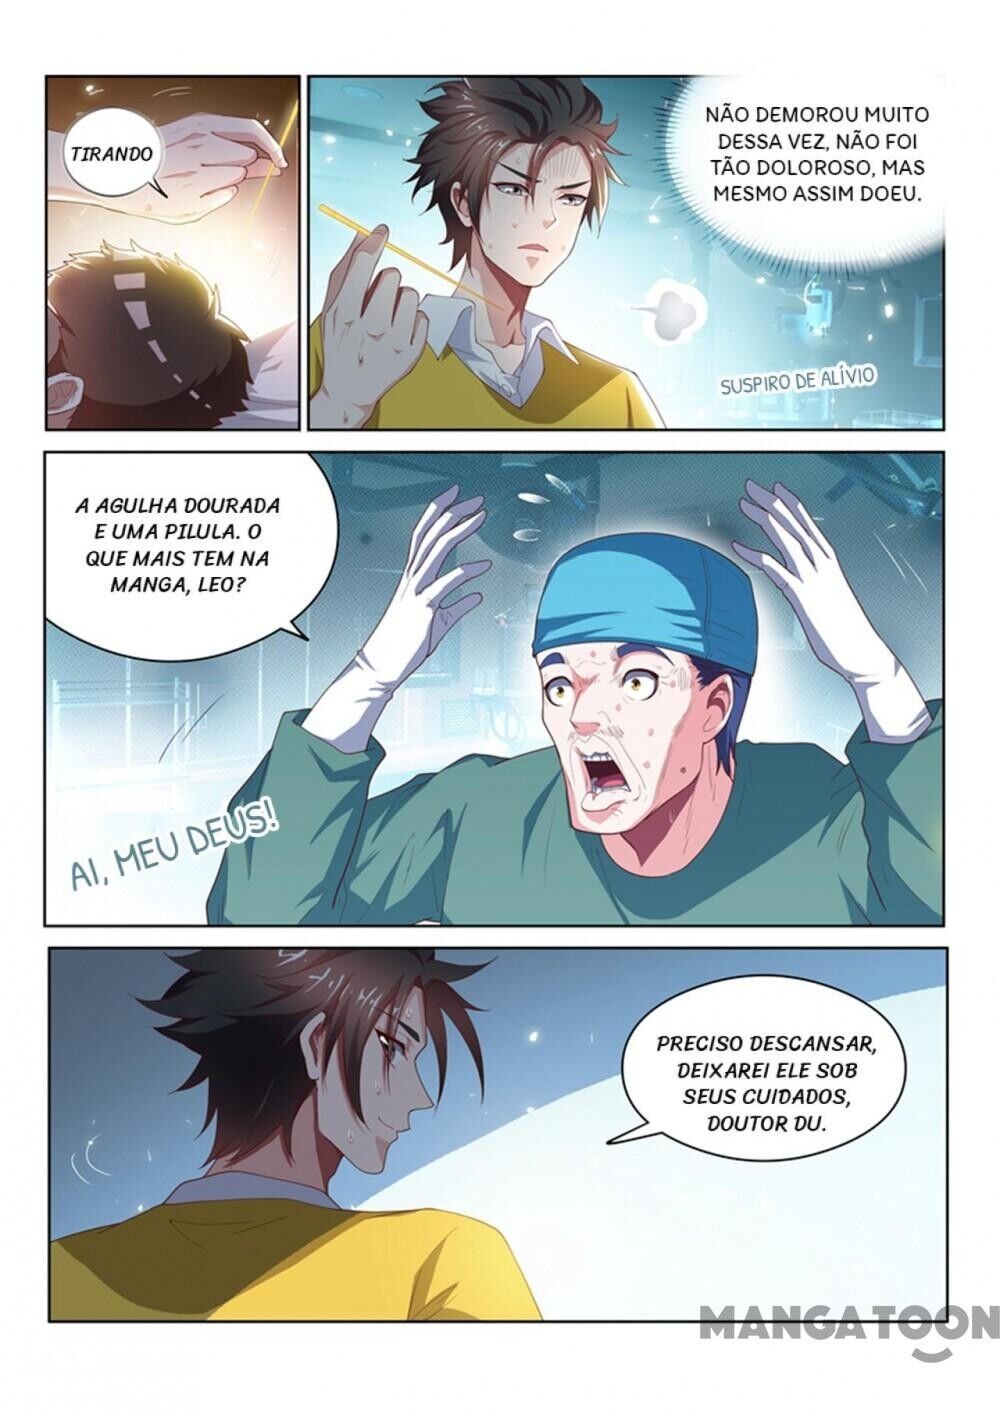 TIRANDO
NÃO DEMOROU MUITO
DESSA VEZ, NÃO FOI
TÃO DOLOROSO, MAS
MESMO ASSIM DOEU.
SUSPIRO DE ALÍVIO
A AGULHA DOURADA
E UMA PILULA. O
QUE MAIS TEM NA
MANGA, LEO?
AI, MEU DEUS!
PRECISO DESCANSAR,
DEIXAREI ELE SOB
SEUS CUIDADOS,
DOUTOR DU.
MANGATOON